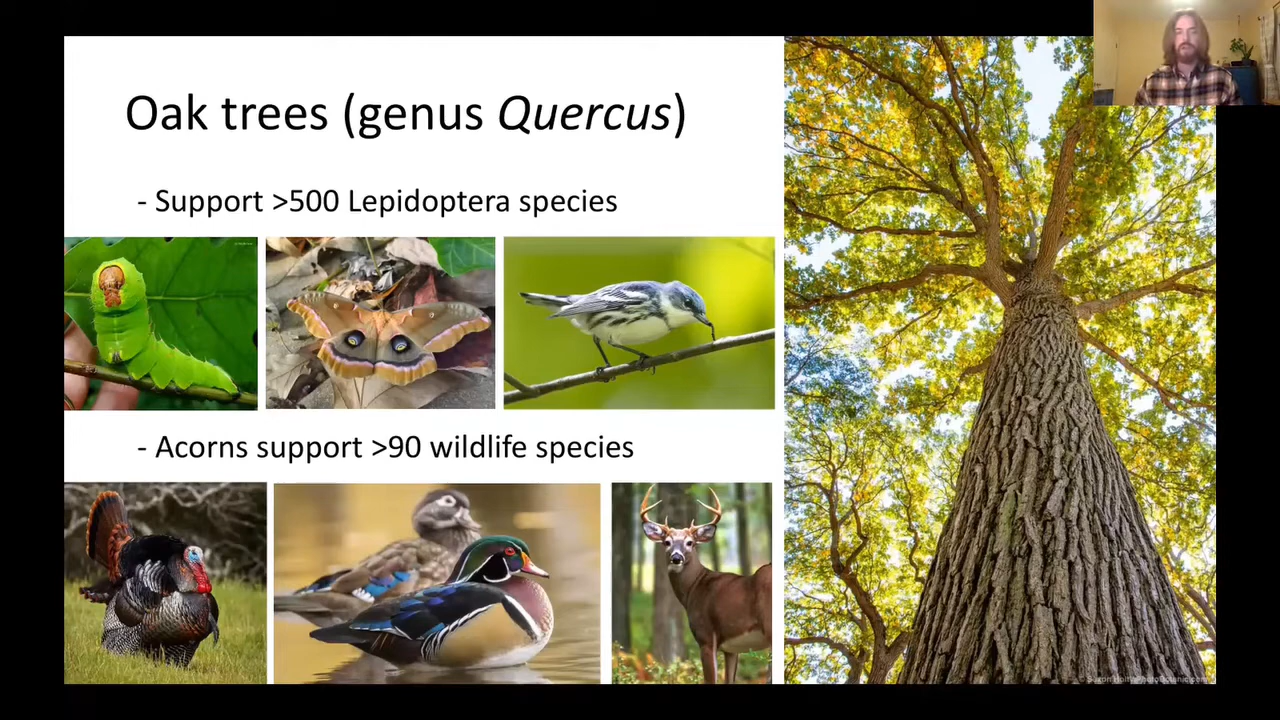 Oak trees (genus Quercus)
- Support >500 Lepidoptera species
- Acorns support >90 wildlife species